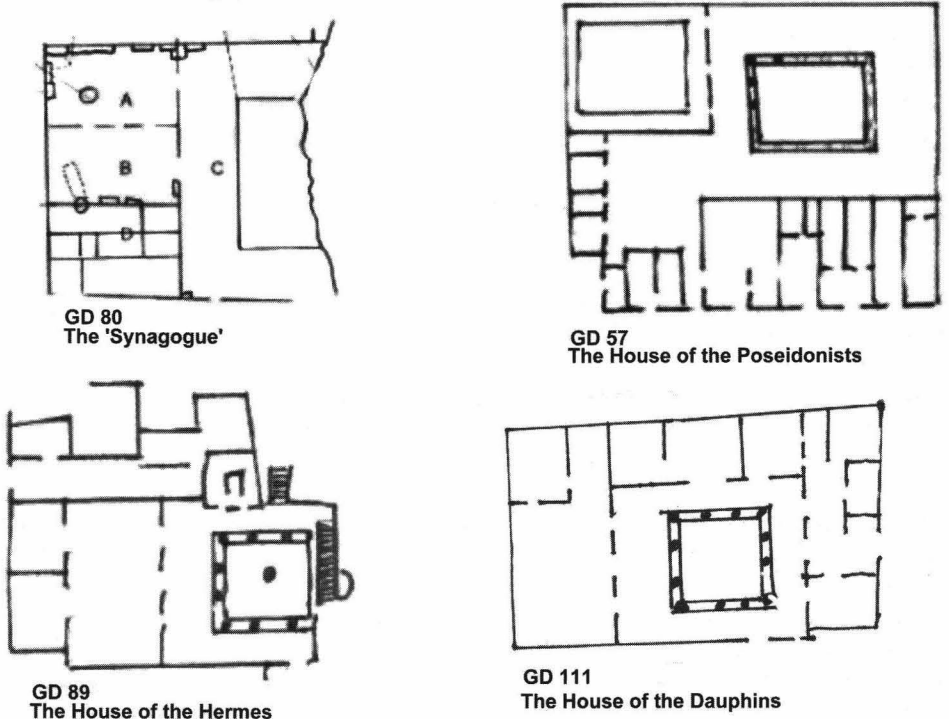 A
B
C
D
GD 80
The 'Synagogue'
GD 57
The House of the Poseidonists
GD 89
The House of the Hermes
GD 111
The House of the Dauphins